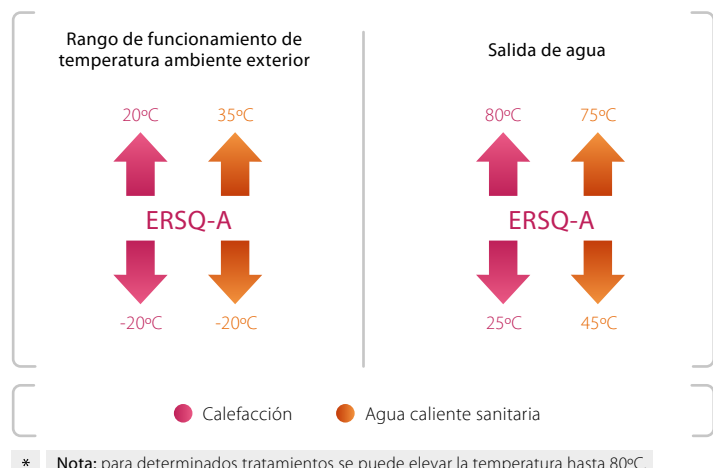 Rango de funcionamiento de
temperatura ambiente exterior
Salida de agua
20ºC 35ºC
80ºC 75ºC
ERSQ-A
ERSQ-A
-20ºC -20ºC
25ºC 45ºC
Calefacción
Agua caliente sanitaria
* Nota: para determinados tratamientos se puede elevar la temperatura hasta 80ºC